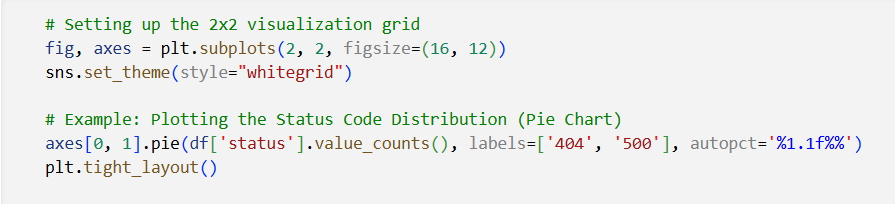 # Setting up the 2x2 visualization grid
fig, axes = plt.subplots(2, 2, figsize=(16, 12))
sns.set_theme(style="whitegrid")
# Example: Plotting the Status Code Distribution (Pie Chart)
axes[0, 1].pie(df['status'].value_counts(), labels=['404', '500'], autopct='%1.1f%%')
plt.tight_layout()